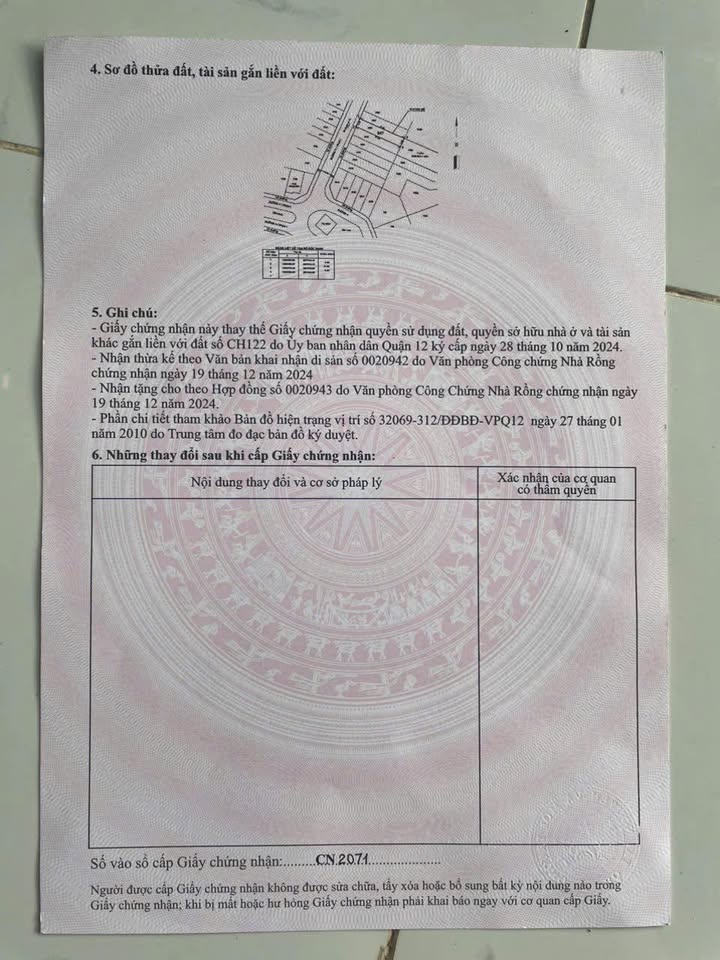 4. Sơ đồ thửa đất, tài sản gắn liền với đất:
5. Ghi chú:
- Giấy chứng nhận này thay thế Giấy chứng nhận quyền sử dụng đất, quyền sở hữu nhà ở và tài sản
khác gắn liền với đất số CH122 do Ủy ban nhân dân Quận 12 ký cấp ngày 28 tháng 10 năm 2024.
- Nhận thừa kế theo Văn bản khai nhận di sản số 0020942 do Văn phòng Công chứng Nhà Rồng
chứng nhận ngày 19 tháng 12 năm 2024
- Nhận tặng cho theo Hợp đồng số 0020943 do Văn phòng Công Chứng Nhà Rồng chứng nhận ngày
19 tháng 12 năm 2024.
- Phần chi tiết tham khảo Bản đồ hiện trạng vị trí số 32069-312/ĐĐBĐ-VPQ12 ngày 27 tháng 01
năm 2010 do Trung tâm đo đạc bản đồ ký duyệt.
6. Những thay đổi sau khi cấp Giấy chứng nhận:
Nội dung thay đổi và cơ sở pháp lý
Xác nhận của cơ quan
có thẩm quyền
Số vào sổ cấp Giấy chứng nhận:.........CN 2071....................
Người được cấp Giấy chứng nhận không được sửa chữa, tẩy xóa hoặc bổ sung bất kỳ nội dung nào trong
Giấy chứng nhận; khi bị mất hoặc hư hỏng Giấy chứng nhận phải khai báo ngay với cơ quan cấp Giấy.